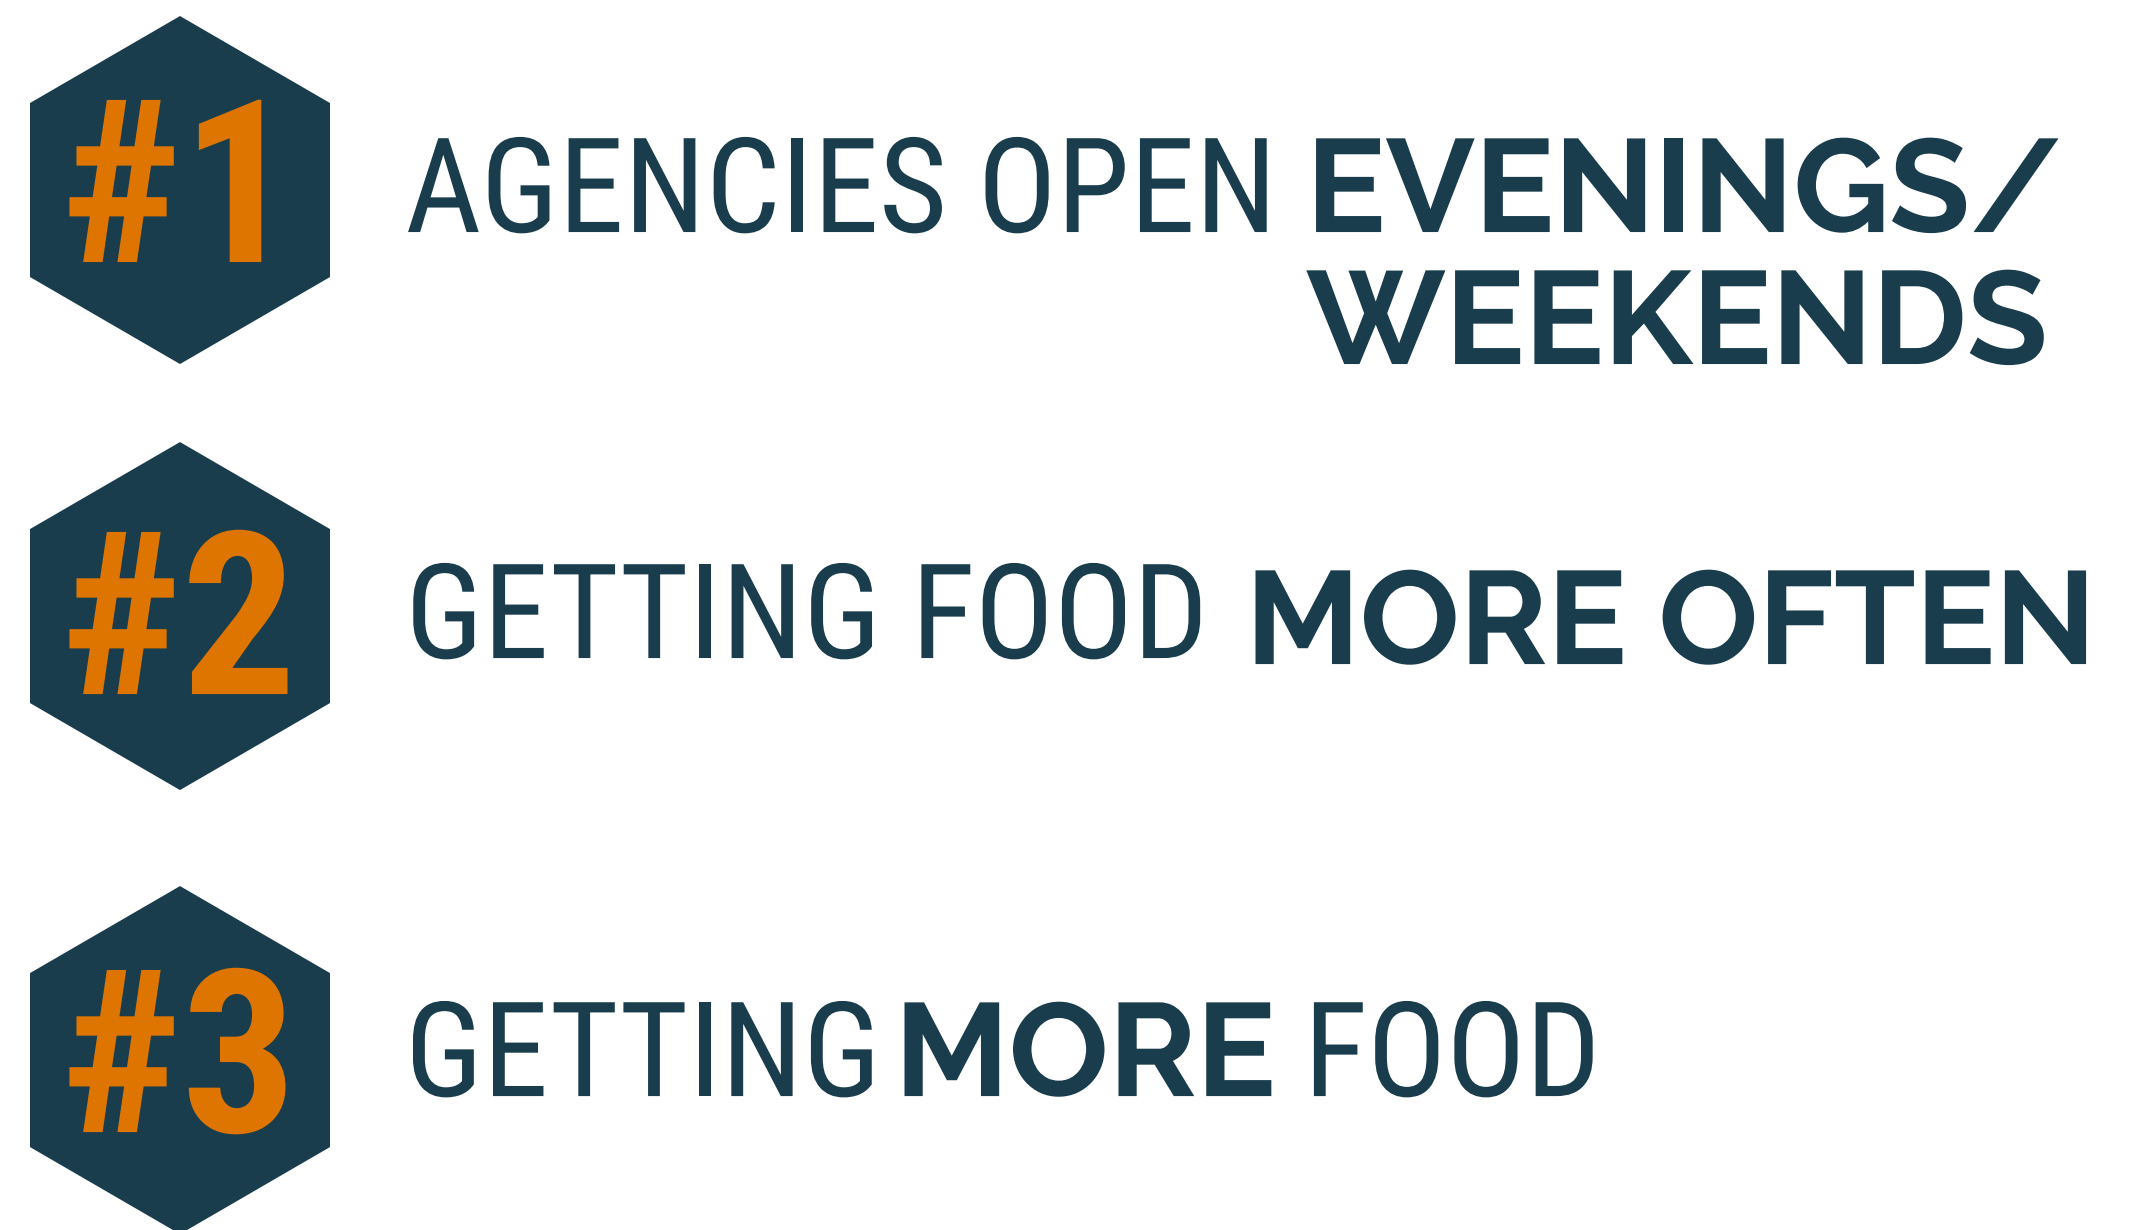 #1 AGENCIES OPEN EVENINGS/
WEEKENDS
#2 GETTING FOOD MORE OFTEN
#3 GETTING MORE FOOD